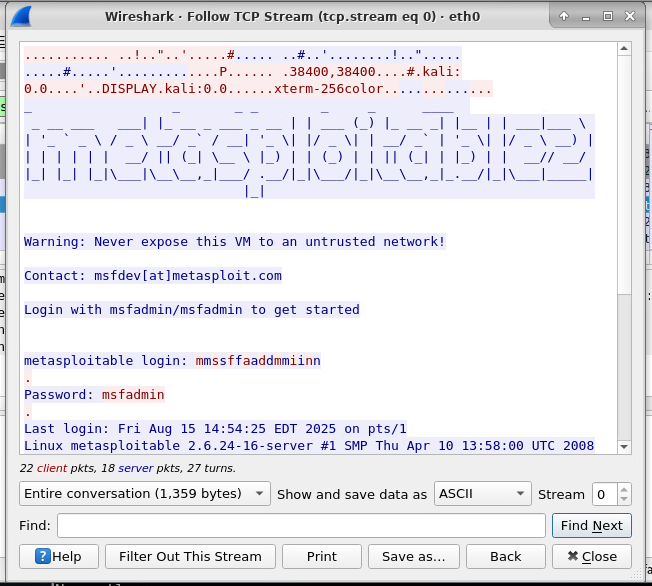 Wireshark · Follow TCP Stream (tcp.stream eq 0) · eth0
........... ..!.."..'.....#..... ..#..'........!..".....
.....#.....'.............P...... .38400,38400....#.kali:
0.0....'..DISPLAY.kali:0.0......xterm-256color............
                _                  _       _ _        _     _      ____
 _ __ ___   ___| |_ __ _ ___ _ __ | | ___ (_) |_ __ _| |__ | | ___|___ \
| '_ ` _ \ / _ \ __/ _` / __| '_ \| |/ _ \| | __/ _` | '_ \| |/ _ \ __) |
| | | | | |  __/ || (_| \__ \ |_) | | (_) | | || (_| | |_) | |  __// __/
|_| |_| |_|\___|\__\__,_|___/ .__/|_|\___/|_|\__\__,_|_.__/|_|\___|_____|
                            |_|
Warning: Never expose this VM to an untrusted network!
Contact: msfdev[at]metasploit.com
Login with msfadmin/msfadmin to get started
metasploitable login: mmssffaaddmmiinn
.
Password: msfadmin
.
Last login: Fri Aug 15 14:54:25 EDT 2025 on pts/1
Linux metasploitable 2.6.24-16-server #1 SMP Thu Apr 10 13:58:00 UTC 2008
22 client pkts, 18 server pkts, 27 turns.
Entire conversation (1,359 bytes) Show and save data as ASCII Stream 0
Find: Find Next
Help Filter Out This Stream Print Save as... Back Close